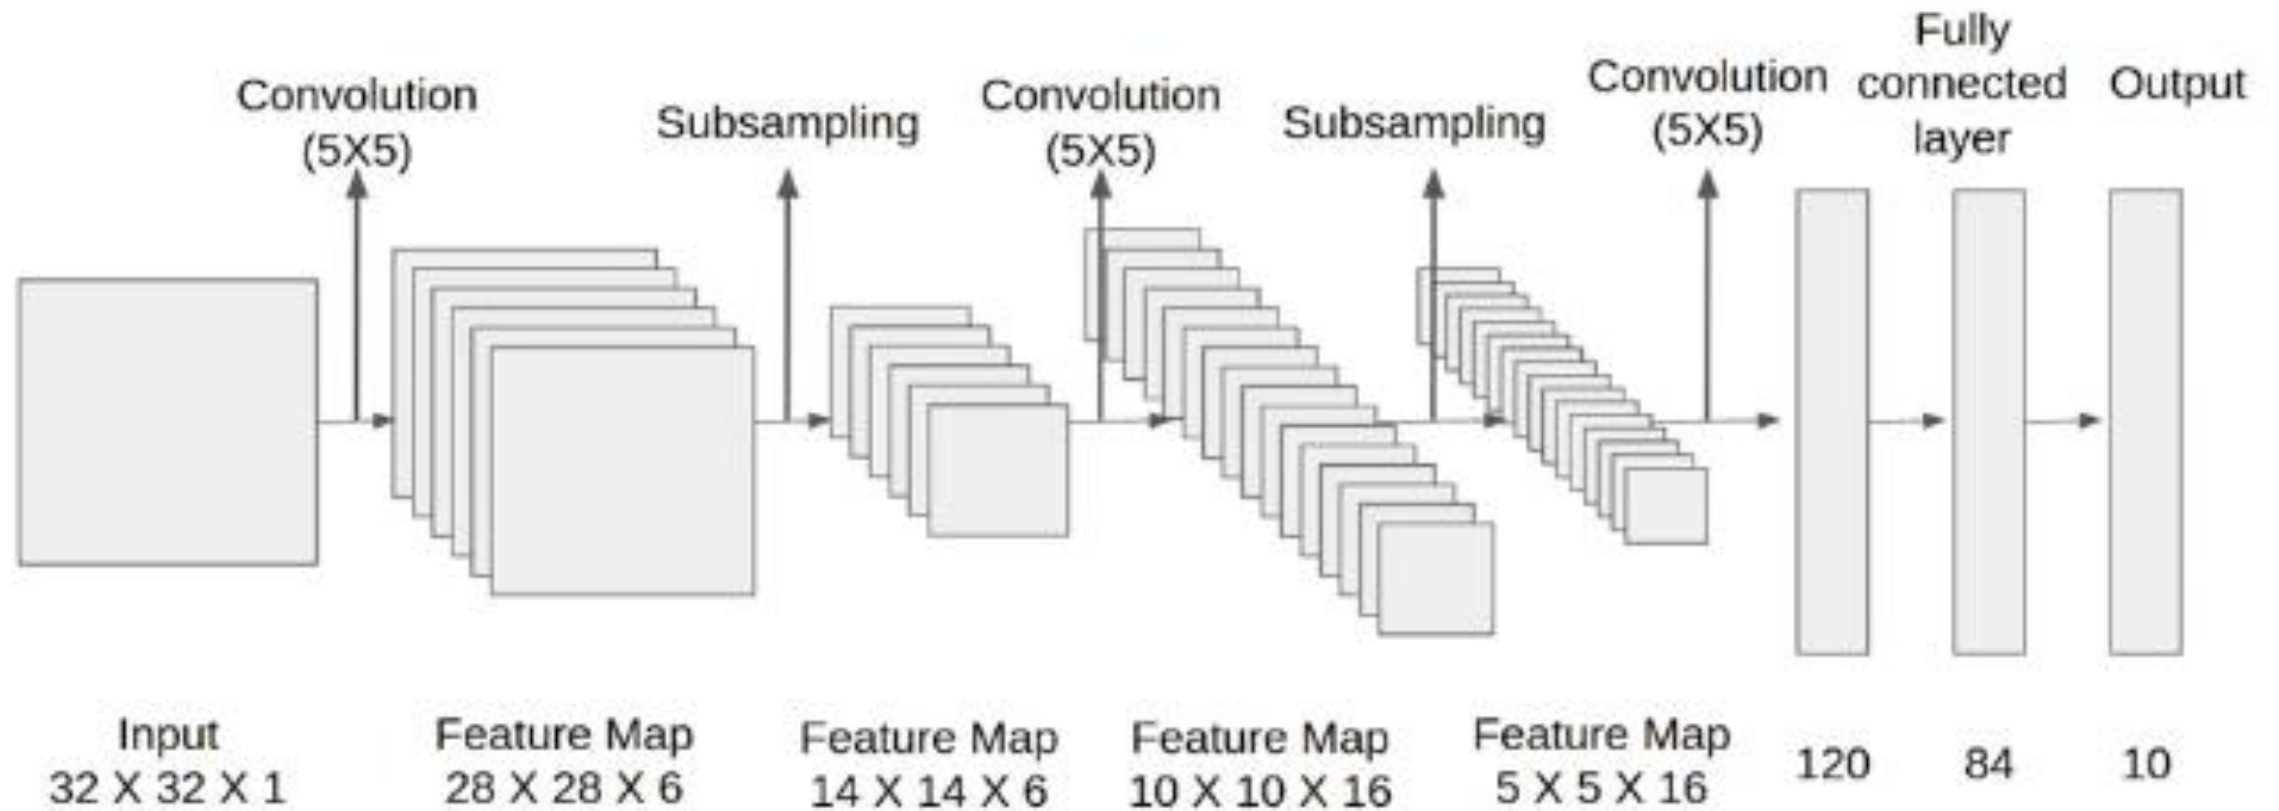 Convolution
(5X5)
Subsampling
Convolution
(5X5)
Subsampling
Convolution
(5X5)
Fully
connected
layer
Output
Input
32 X 32 X 1
Feature Map
28 X 28 X 6
Feature Map
14 X 14 X 6
Feature Map
10 X 10 X 16
Feature Map
5 X 5 X 16
120
84
10